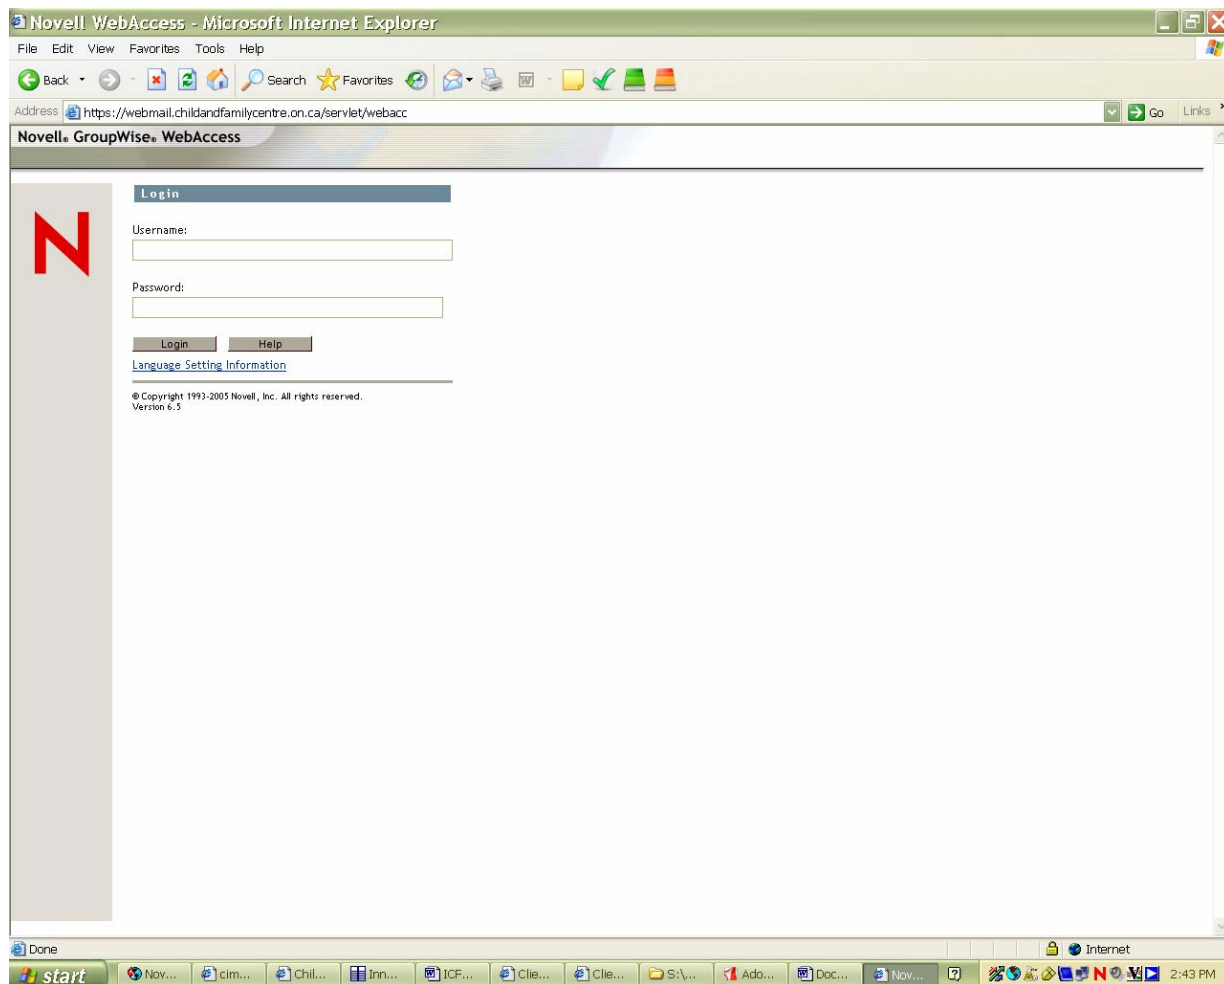 Novell WebAccess - Microsoft Internet Explorer
File Edit View Favorites Tools Help
Back Search Favorites
Address https://webmail.childandfamilycentre.on.ca/servlet/webacc Go Links
Novell® GroupWise® WebAccess
Login
N
Username:
Password:
Login Help
Language Setting Information
© Copyright 1993-2005 Novell, Inc. All rights reserved.
Version 6.5
Done Internet
start Nov... cim... Chil... Inn... ICF... Clie... Clie... S:\... Ado... Doc... Nov... 2:43 PM